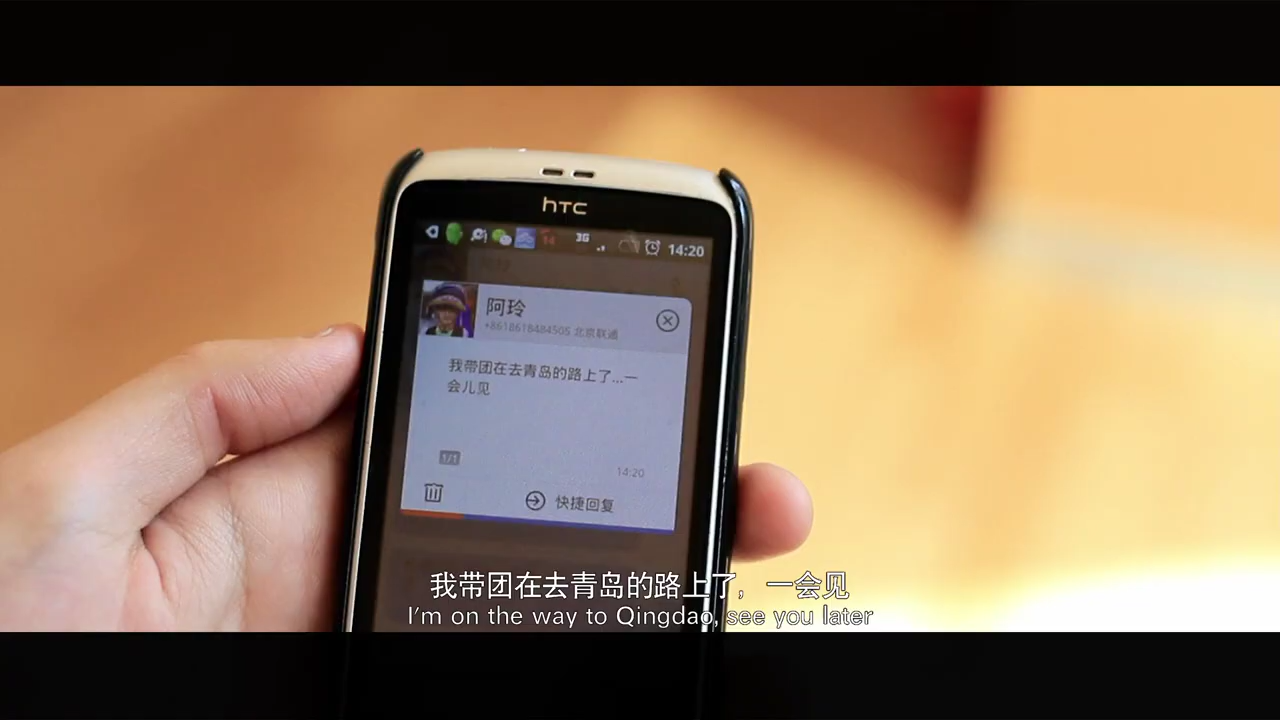 hTC
14
3G
14:20
阿玲
+8618618484505 北京联通
我带团在去青岛的路上了...一
会儿见
1/1
14:20
快捷回复
我带团在去青岛的路上了，一会见
I'm on the way to Qingdao, see you later